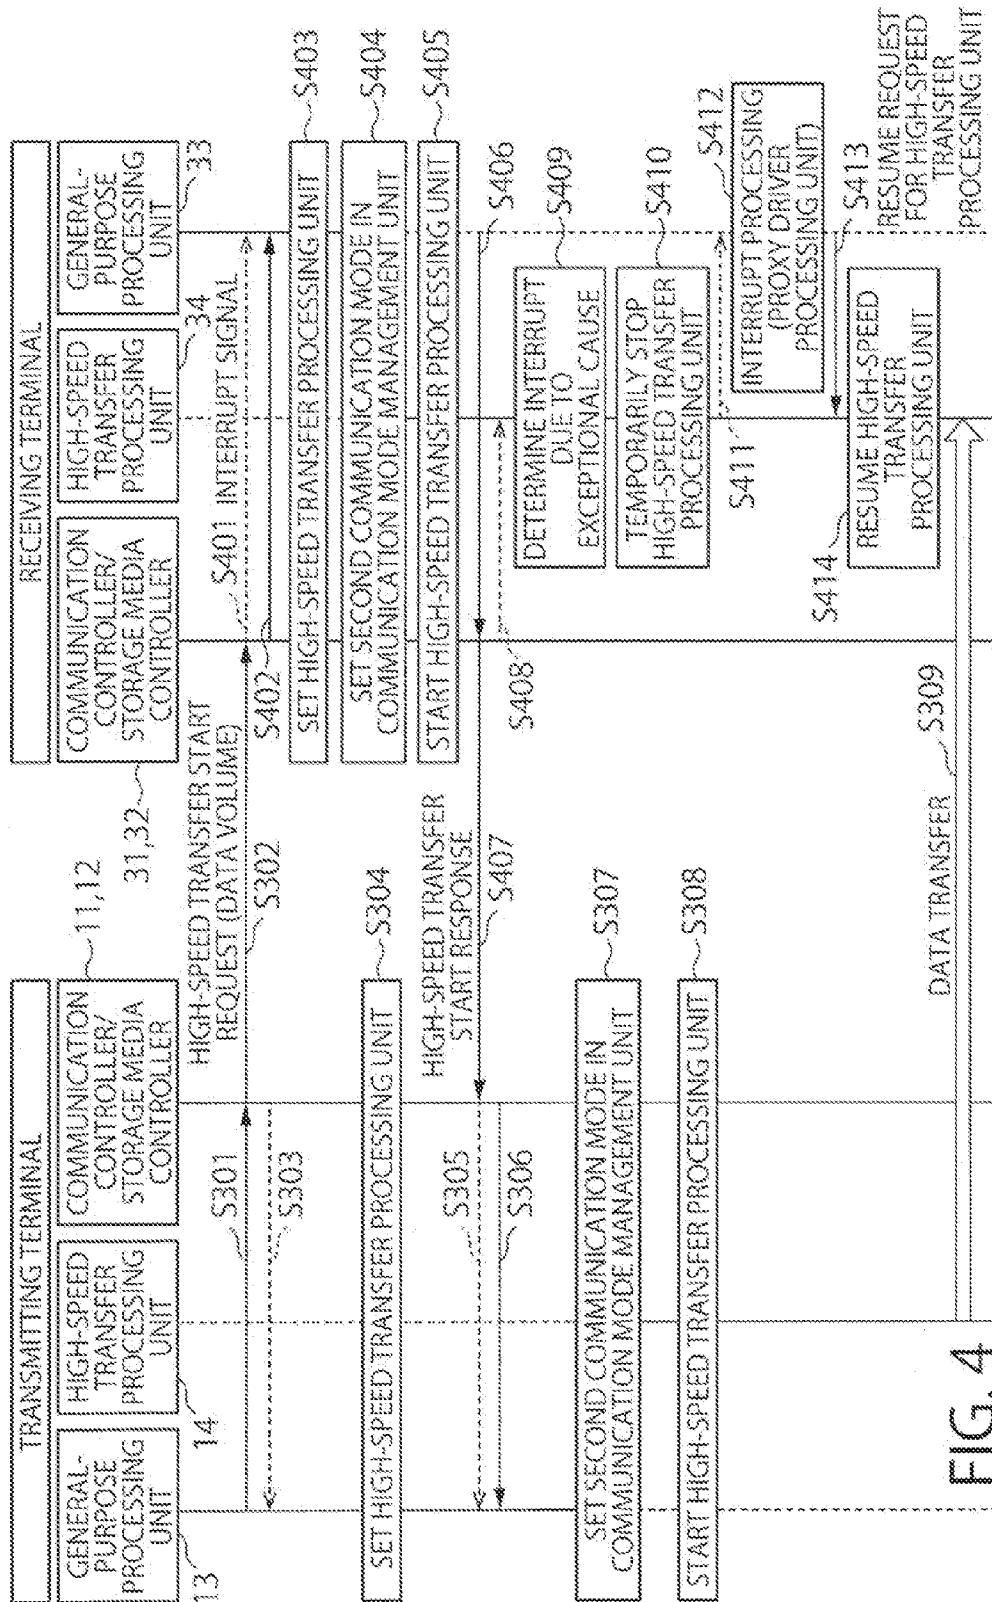 TRANSMITTING TERMINAL
GENERAL-
PURPOSE
PROCESSING
UNIT
13
HIGH-SPEED
TRANSFER
PROCESSING
UNIT
14
COMMUNICATION
CONTROLLER/
STORAGE MEDIA
CONTROLLER
11,12
RECEIVING TERMINAL
COMMUNICATION
CONTROLLER/
STORAGE MEDIA
CONTROLLER
31,32
HIGH-SPEED
TRANSFER
PROCESSING
UNIT
34
GENERAL-
PURPOSE
PROCESSING
UNIT
33
S301
HIGH-SPEED TRANSFER START
REQUEST (DATA VOLUME)
S302
S303
S401 INTERRUPT SIGNAL
S402
SET HIGH-SPEED TRANSFER PROCESSING UNIT
S403
SET SECOND COMMUNICATION MODE IN
COMMUNICATION MODE MANAGEMENT UNIT
S404
SET HIGH-SPEED TRANSFER PROCESSING UNIT
S304
START HIGH-SPEED TRANSFER PROCESSING UNIT
S405
HIGH-SPEED TRANSFER
START RESPONSE
S407
S406
S305
S306
S408
DETERMINE INTERRUPT
DUE TO
EXCEPTIONAL CAUSE
S409
SET SECOND COMMUNICATION MODE IN
COMMUNICATION MODE MANAGEMENT UNIT
S307
TEMPORARILY STOP
HIGH-SPEED TRANSFER
PROCESSING UNIT
S410
START HIGH-SPEED TRANSFER PROCESSING UNIT
S308
S411
INTERRUPT PROCESSING
(PROXY DRIVER
PROCESSING UNIT)
S412
S413
RESUME REQUEST
FOR HIGH-SPEED
TRANSFER
PROCESSING UNIT
S414
RESUME HIGH-SPEED
TRANSFER
PROCESSING UNIT
DATA TRANSFER
S309
FIG. 4